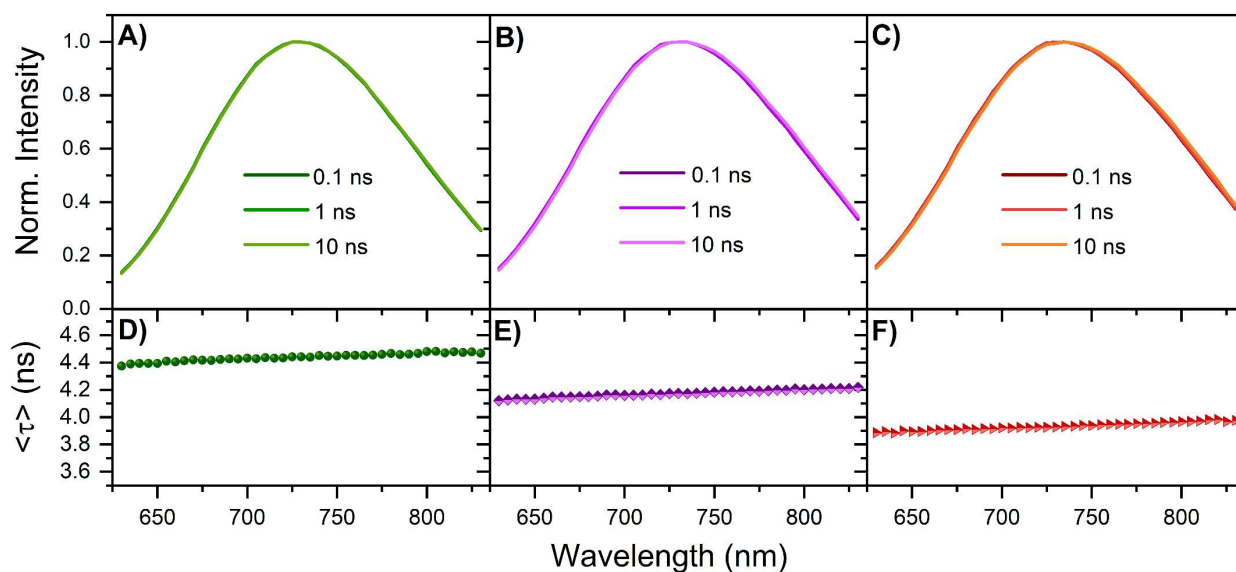 A)
B)
C)
Norm. Intensity
1.0
0.8
0.6
0.4
0.2
0.0
0.1 ns
1 ns
10 ns
0.1 ns
1 ns
10 ns
0.1 ns
1 ns
10 ns
D)
E)
F)
<τ> (ns)
4.6
4.4
4.2
4.0
3.8
3.6
650 700 750 800 650 700 750 800 650 700 750 800
Wavelength (nm)